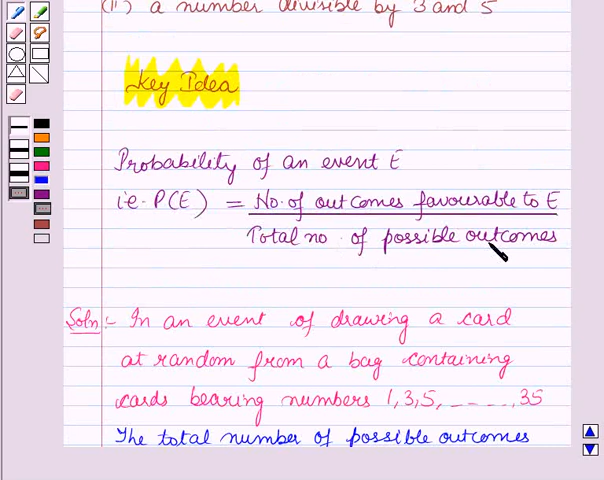 (ii) a number divisible by 3 and 5
Key Idea
Probability of an event E
i.e. P(E) = No. of outcomes favourable to E
Total no. of possible outcomes
Soln:- In an event of drawing a card
at random from a bag containing
cards bearing numbers 1,3,5, _ _ _ _ , 35
The total number of possible outcomes